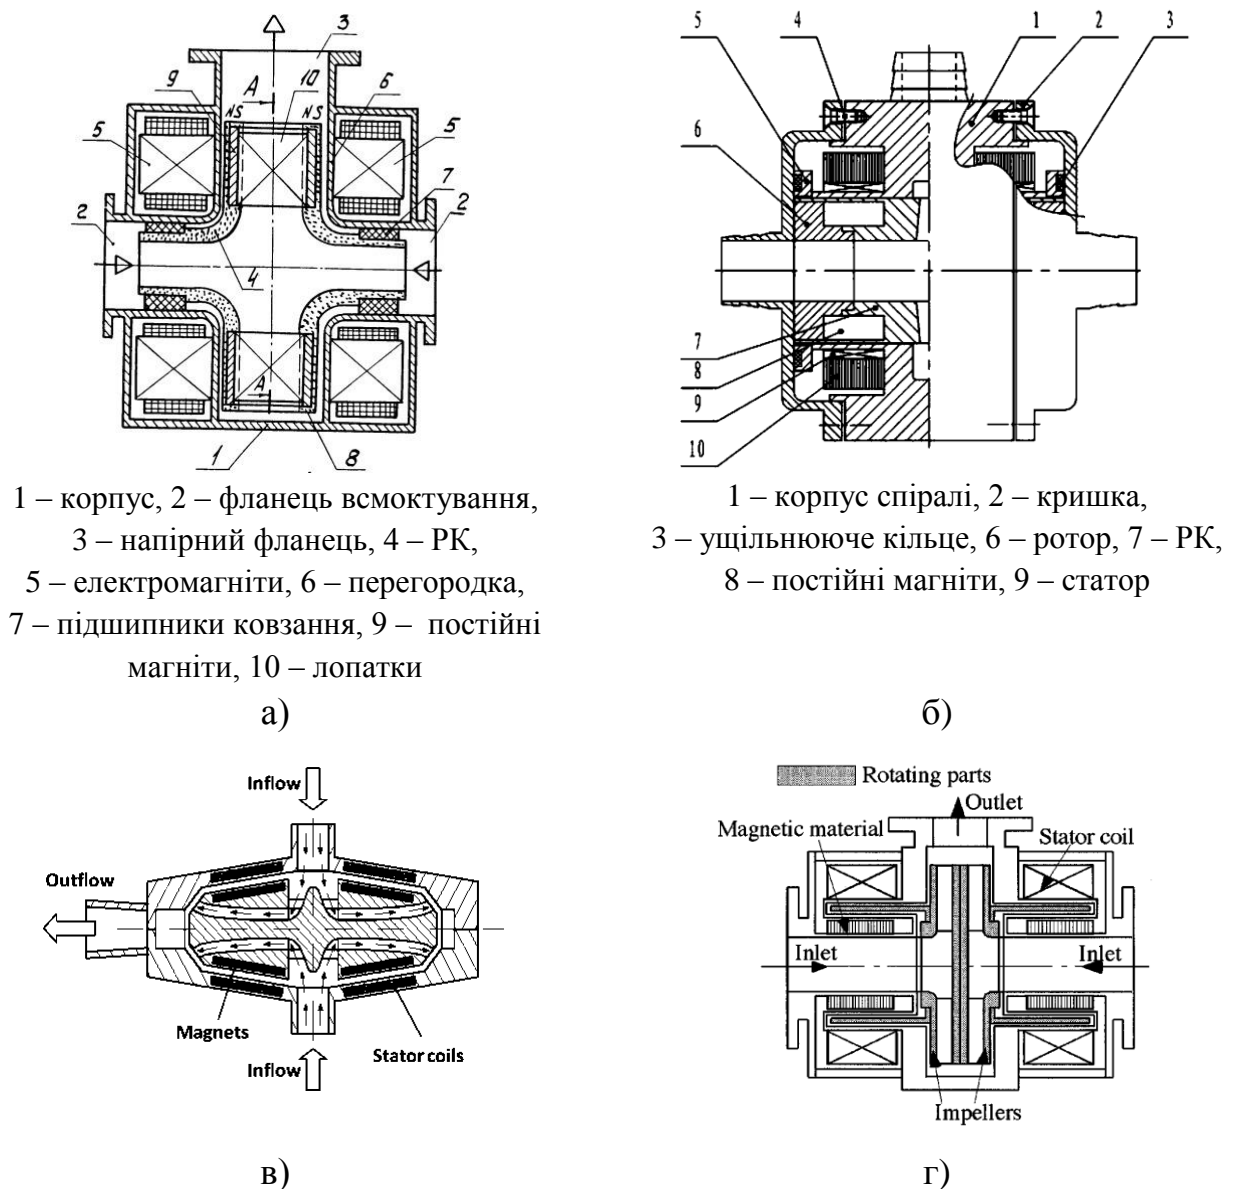 3
9
А
10
6
N S
N S
5
5
7
2
2
4
А
1
8
1 – корпус, 2 – фланець всмоктування,
3 – напірний фланець, 4 – РК,
5 – електромагніти, 6 – перегородка,
7 – підшипники ковзання, 9 – постійні
магніти, 10 – лопатки
а)
5
4
1
2
3
6
7
8
9
10
1 – корпус спіралі, 2 – кришка,
3 – ущільнююче кільце, 6 – ротор, 7 – РК,
8 – постійні магніти, 9 – статор
б)
Inflow
Outflow
Magnets
Stator coils
Inflow
в)
Rotating parts
Outlet
Magnetic material
Stator coil
Inlet
Inlet
Impellers
г)